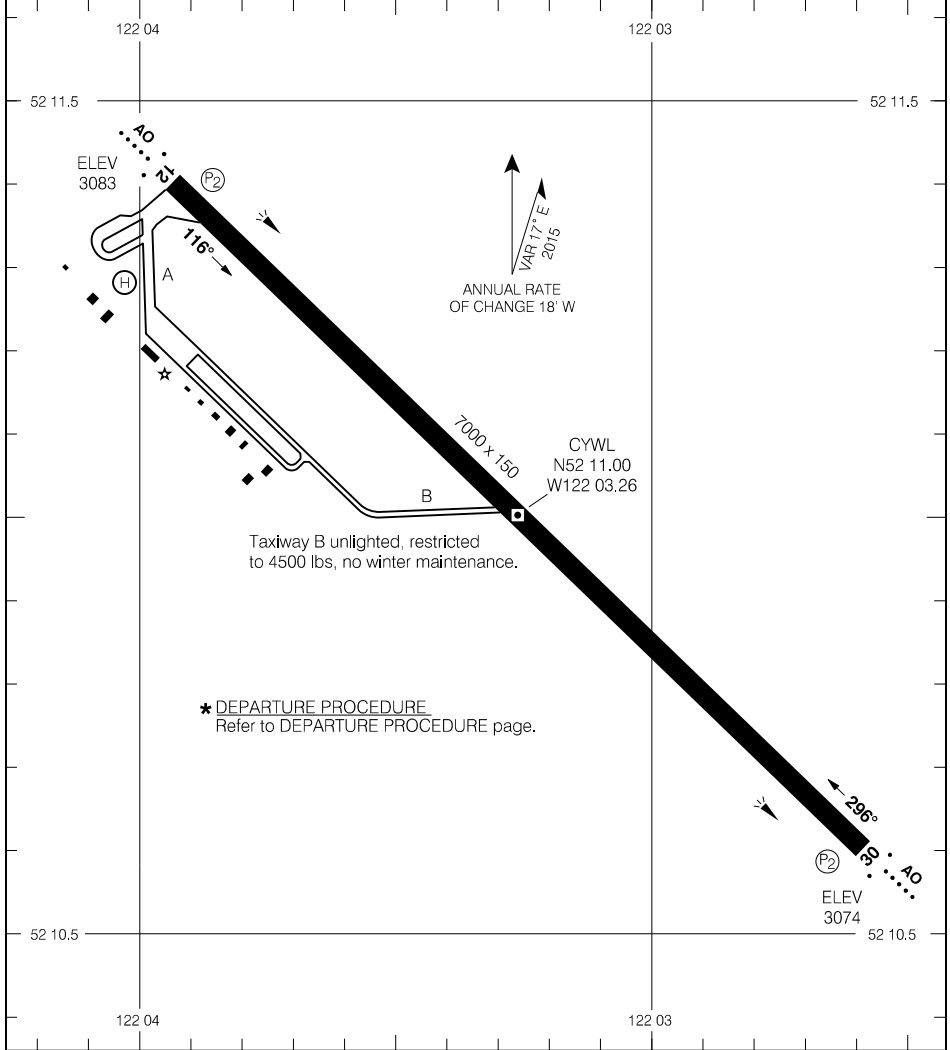 122 04
122 03
52 11.5
52 11.5
AO
ELEV
3083
12
P2
116°
A
H
VAR 17° E
2015
ANNUAL RATE
OF CHANGE 18' W
7000 x 150
CYWL
N52 11.00
W122 03.26
B
Taxiway B unlighted, restricted
to 4500 lbs, no winter maintenance.
* DEPARTURE PROCEDURE
Refer to DEPARTURE PROCEDURE page.
296°
30
P2
AO
ELEV
3074
52 10.5
52 10.5
122 04
122 03